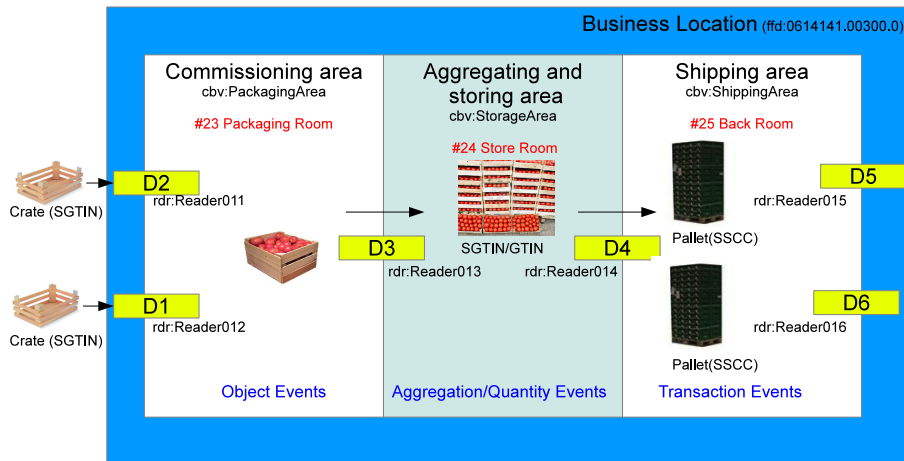 Business Location (ffd:0614141.00300.0)
Commissioning area
cbv:PackagingArea
#23 Packaging Room
Aggregating and
storing area
cbv:StorageArea
#24 Store Room
Shipping area
cbv:ShippingArea
#25 Back Room
D2
rdr:Reader011
Crate (SGTIN)
D5
rdr:Reader015
Pallet(SSCC)
SGTIN/GTIN
D3
rdr:Reader013
D4
rdr:Reader014
D1
rdr:Reader012
Crate (SGTIN)
D6
rdr:Reader016
Pallet(SSCC)
Object Events
Aggregation/Quantity Events
Transaction Events